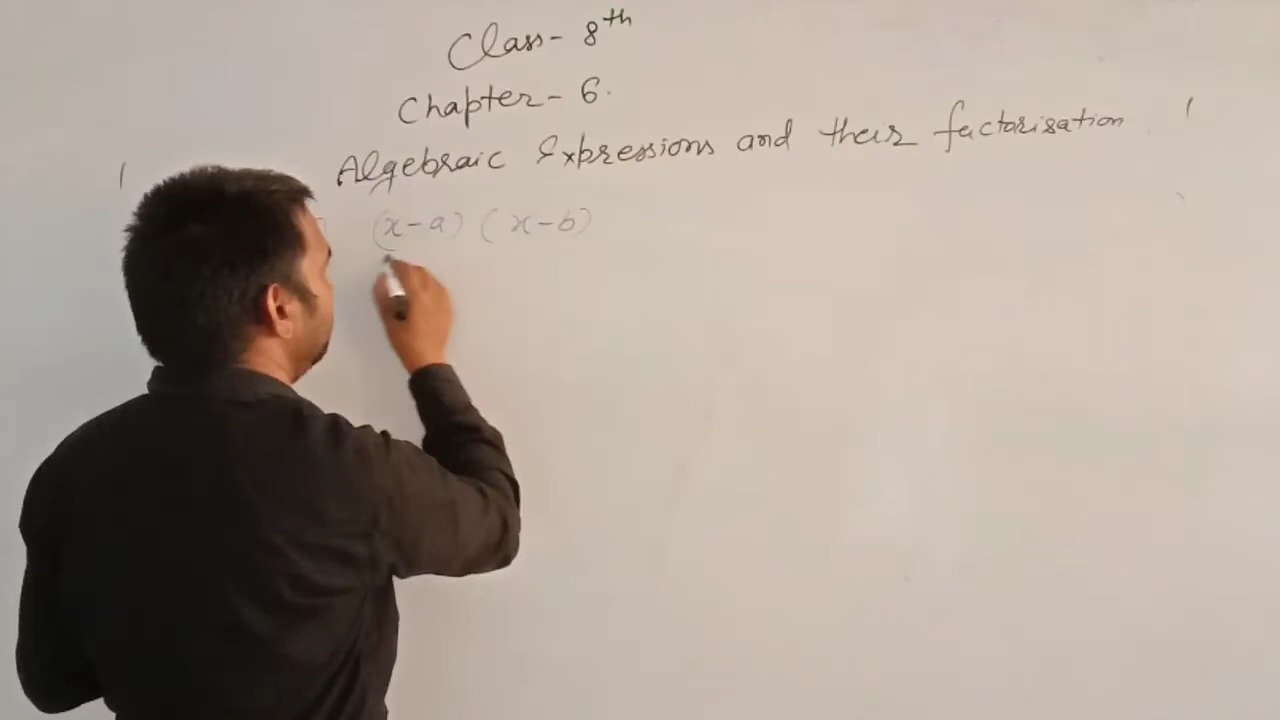 Class- 8th
Chapter- 6.
Algebraic Expressions and their factorisation
(x-a) (x-b)